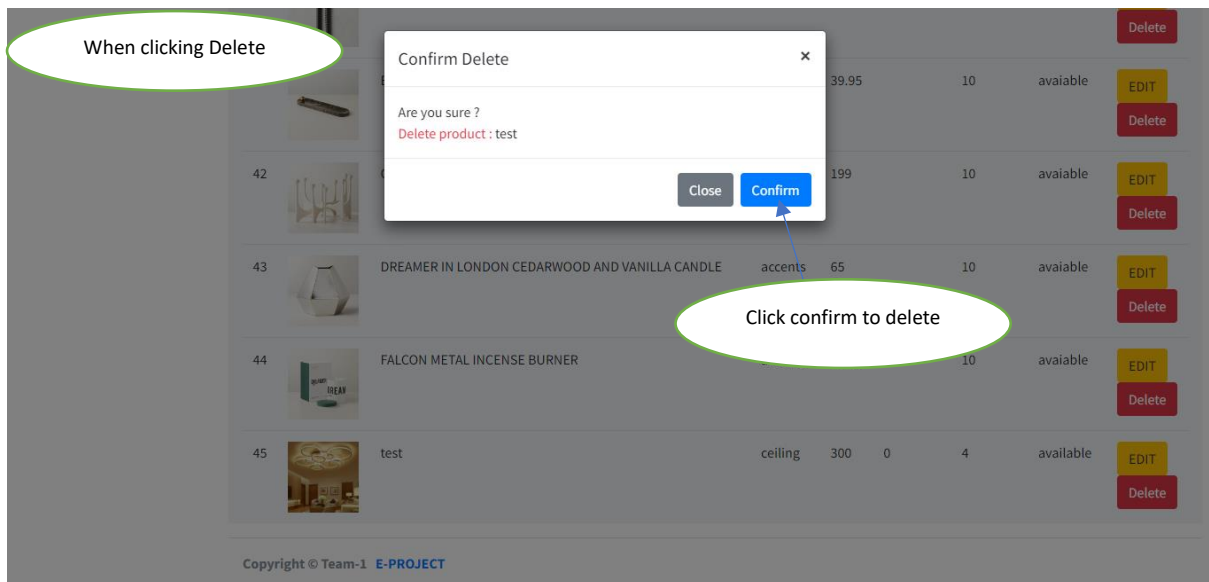 When clicking Delete
Delete
Confirm Delete ×
Are you sure ?
Delete product : test
Close Confirm
39.95 10 avaiable EDIT
Delete
42 199 10 avaiable EDIT
Delete
43 DREAMER IN LONDON CEDARWOOD AND VANILLA CANDLE accents 65 10 avaiable EDIT
Delete
Click confirm to delete
44 FALCON METAL INCENSE BURNER 10 avaiable EDIT
Delete
45 test ceiling 300 0 4 available EDIT
Delete
Copyright © Team-1 E-PROJECT